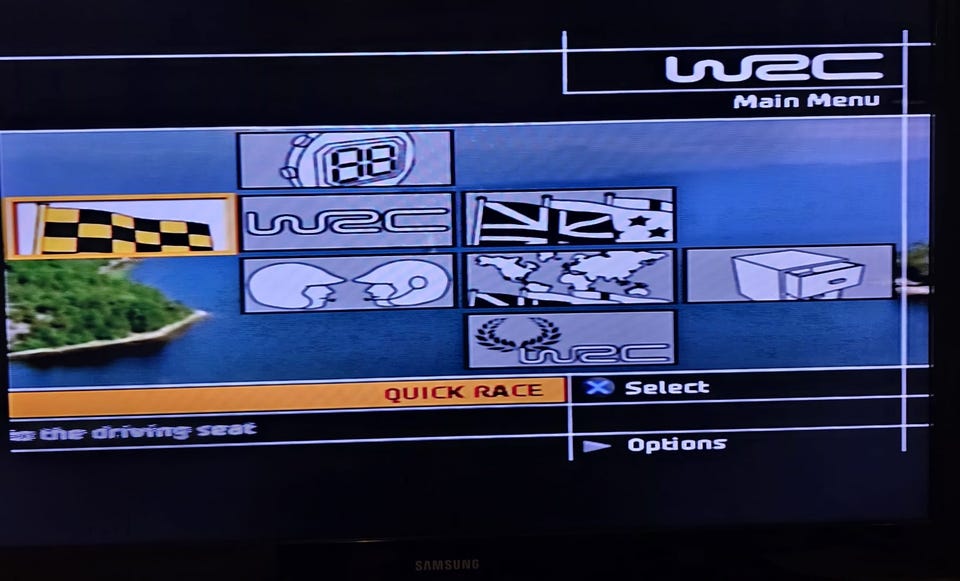 WRC
Main Menu
88
WRC
WRC
QUICK RACE
Select
the driving seat
Options
SAMSUNG